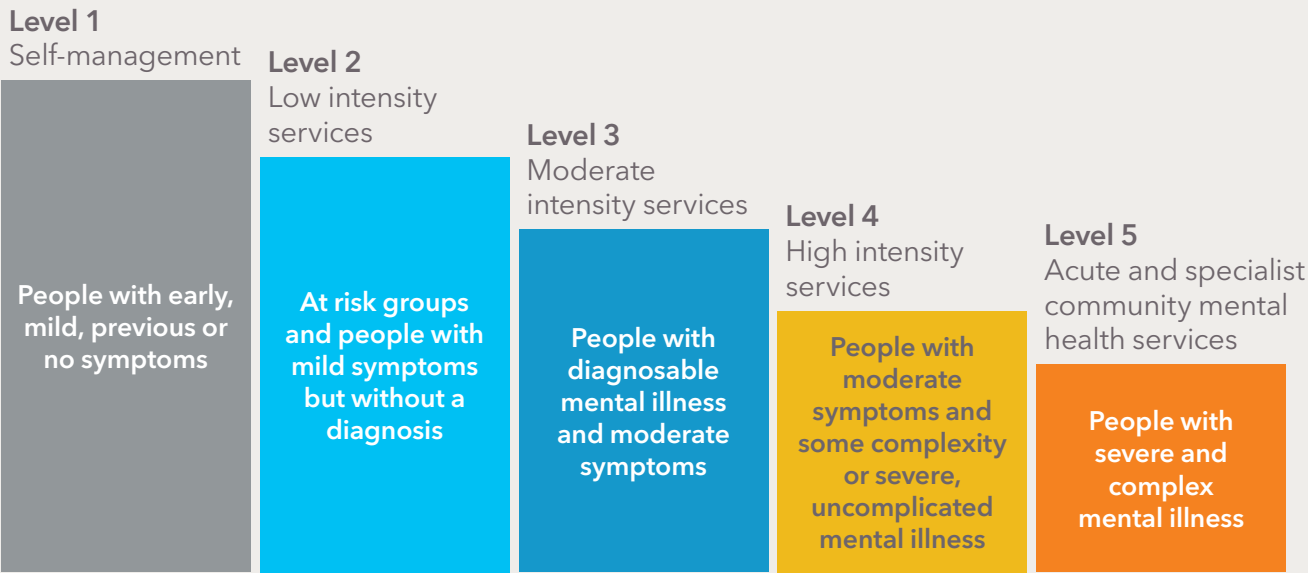 Level 1
Self-management
People with early,
mild, previous or
no symptoms
Level 2
Low intensity
services
At risk groups
and people with
mild symptoms
but without a
diagnosis
Level 3
Moderate
intensity services
People with
diagnosable
mental illness
and moderate
symptoms
Level 4
High intensity
services
People with
moderate
symptoms and
some complexity
or severe,
uncomplicated
mental illness
Level 5
Acute and specialist
community mental
health services
People with
severe and
complex
mental illness